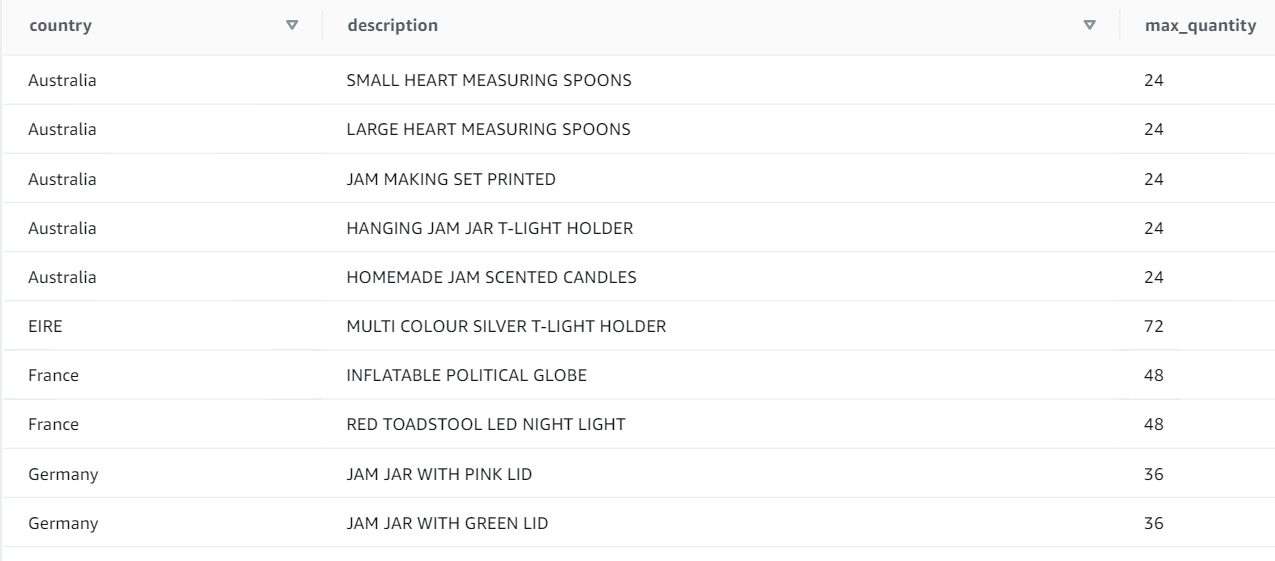 country description max_quantity
Australia SMALL HEART MEASURING SPOONS 24
Australia LARGE HEART MEASURING SPOONS 24
Australia JAM MAKING SET PRINTED 24
Australia HANGING JAM JAR T-LIGHT HOLDER 24
Australia HOMEMADE JAM SCENTED CANDLES 24
EIRE MULTI COLOUR SILVER T-LIGHT HOLDER 72
France INFLATABLE POLITICAL GLOBE 48
France RED TOADSTOOL LED NIGHT LIGHT 48
Germany JAM JAR WITH PINK LID 36
Germany JAM JAR WITH GREEN LID 36